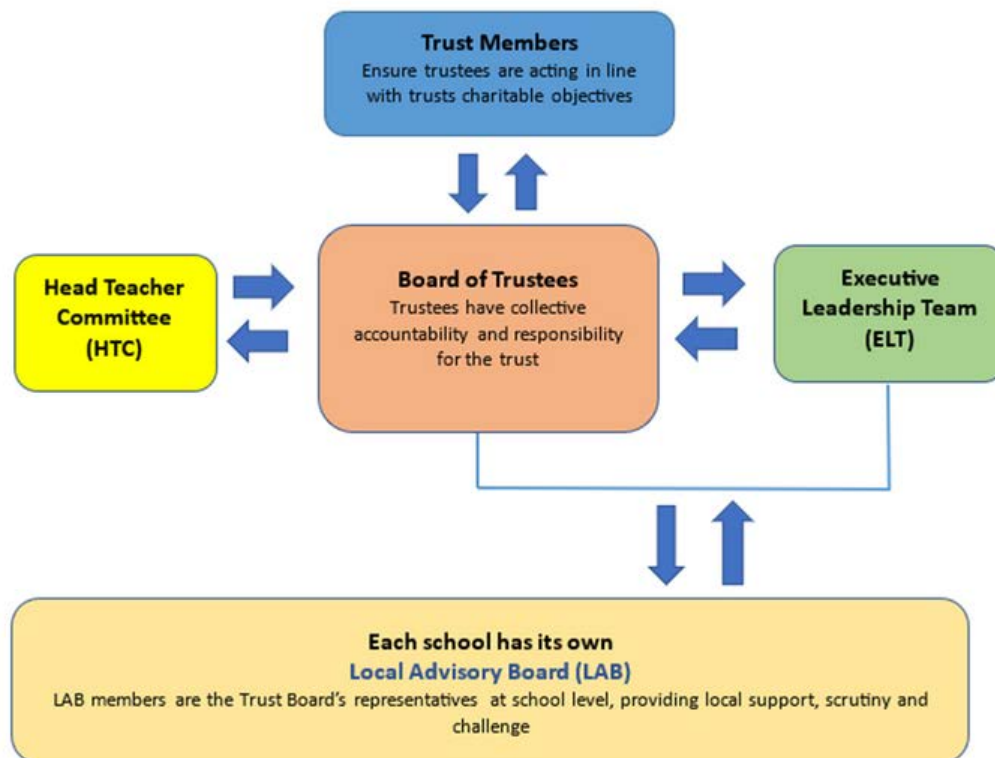 Trust Members
Ensure trustees are acting in line
with trusts charitable objectives
Head Teacher
Committee
(HTC)
Board of Trustees
Trustees have collective
accountability and responsibility
for the trust
Executive
Leadership Team
(ELT)
Each school has its own
Local Advisory Board (LAB)
LAB members are the Trust Board's representatives at school level, providing local support, scrutiny and
challenge